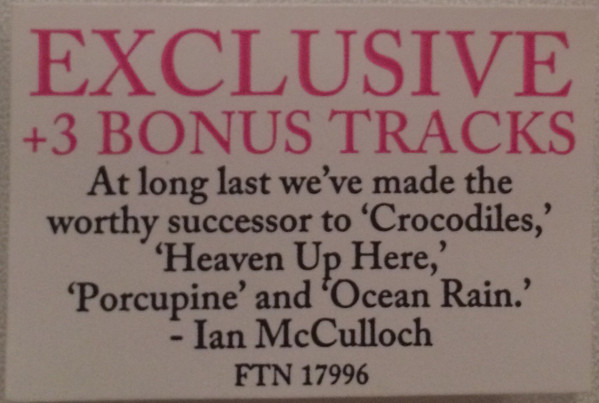 EXCLUSIVE
+3 BONUS TRACKS
At long last we've made the
worthy successor to ‘Crocodiles,’
‘Heaven Up Here,’
‘Porcupine’ and ‘Ocean Rain.’
- Ian McCulloch
FTN 17996